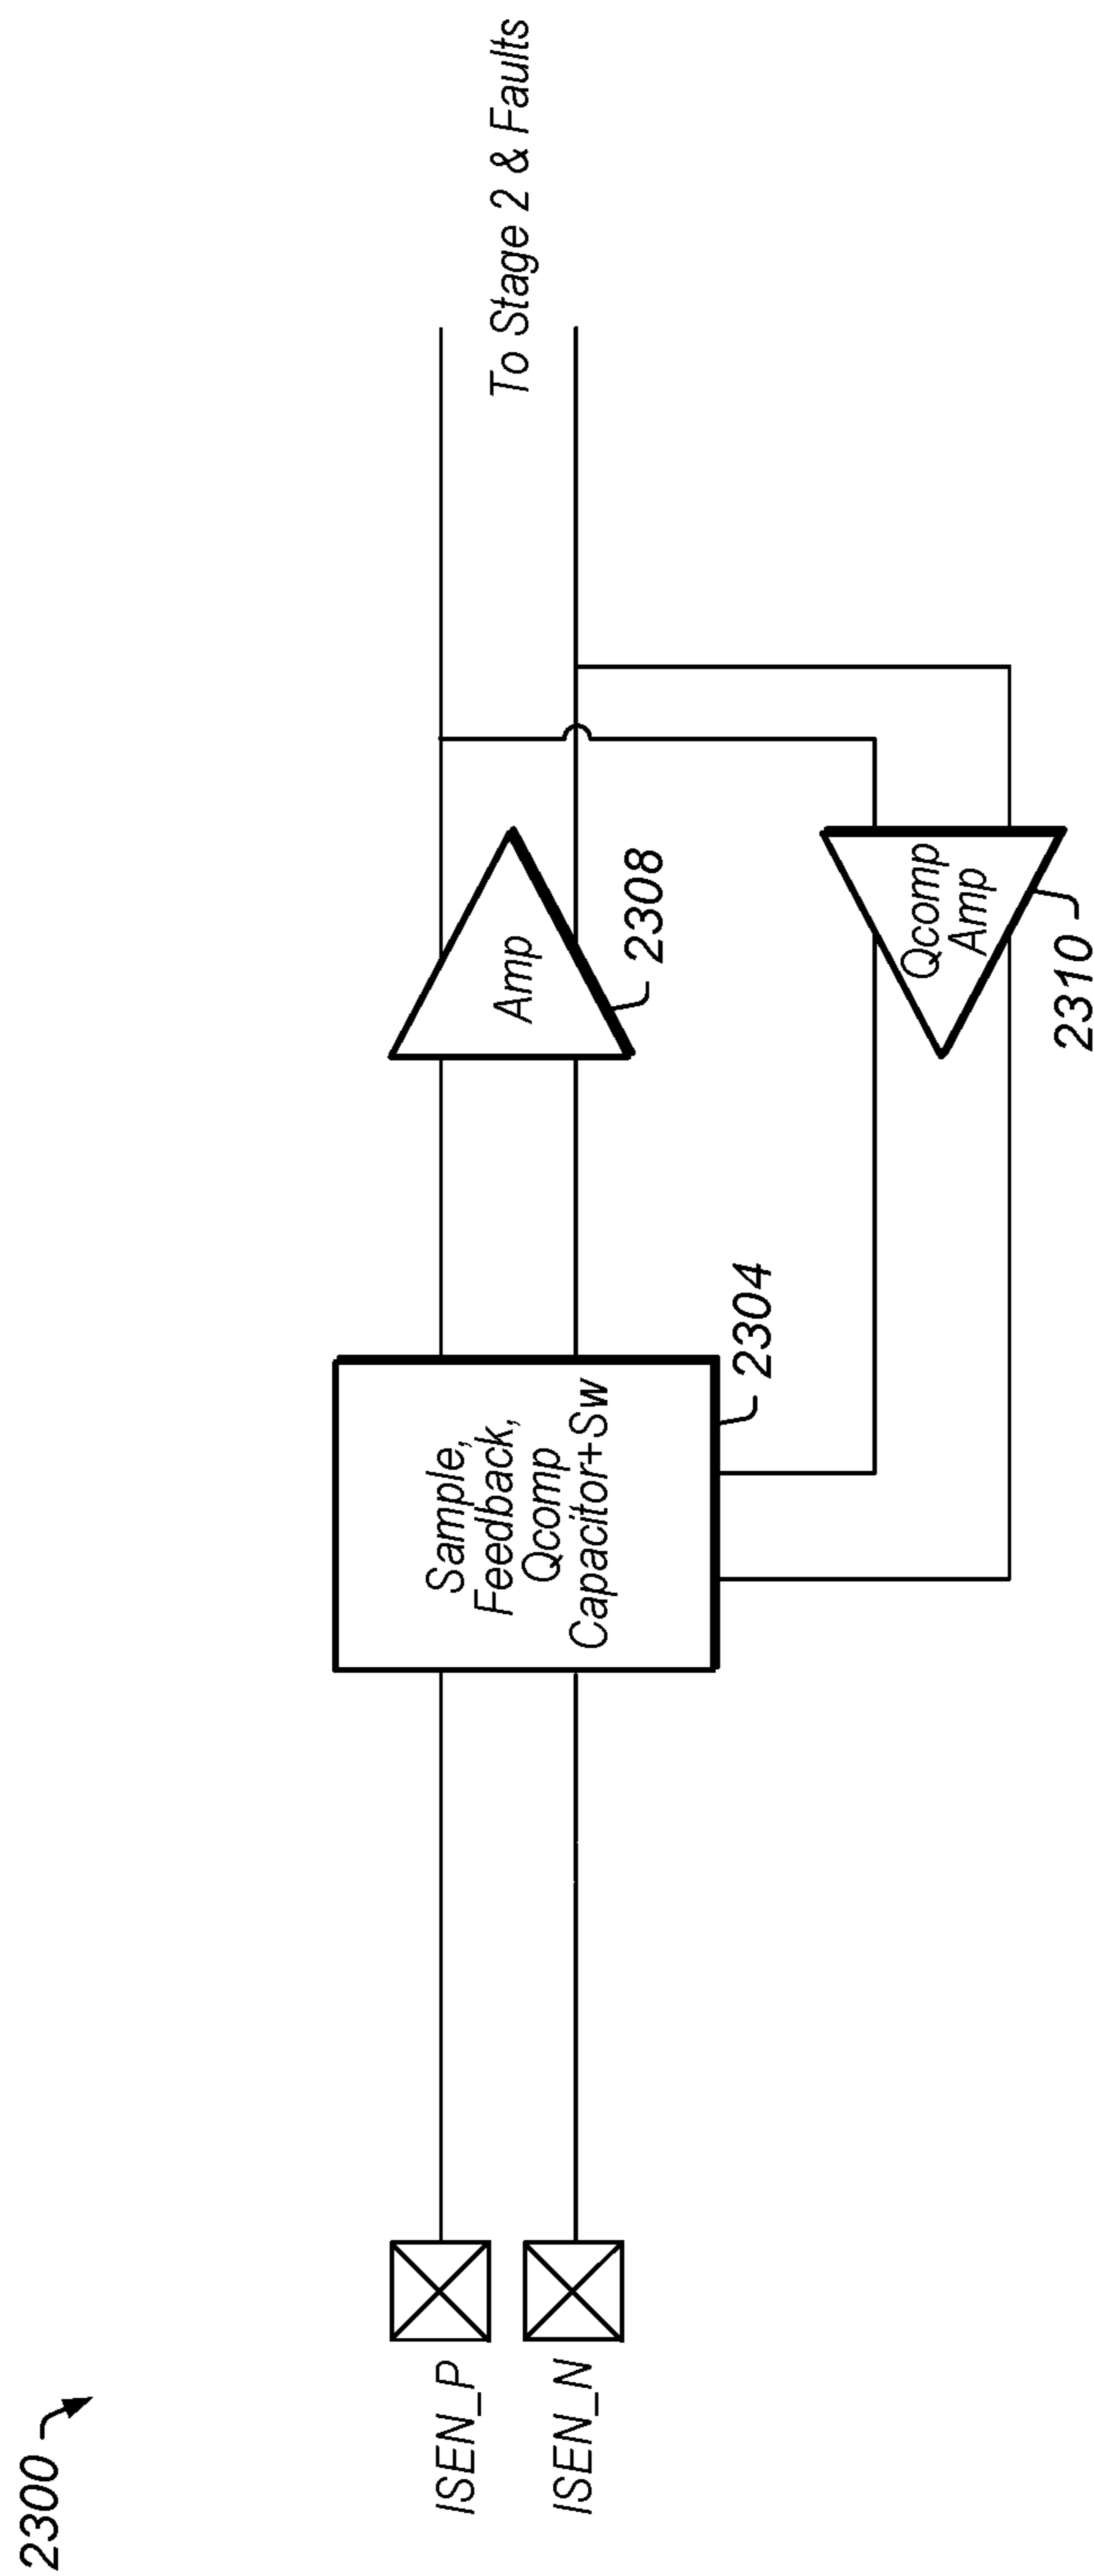 2300
ISEN_P
ISEN_N
Sample,
Feedback,
Qcomp
Capacitor+Sw
2304
Amp
2308
Qcomp
Amp
2310
To Stage 2 & Faults